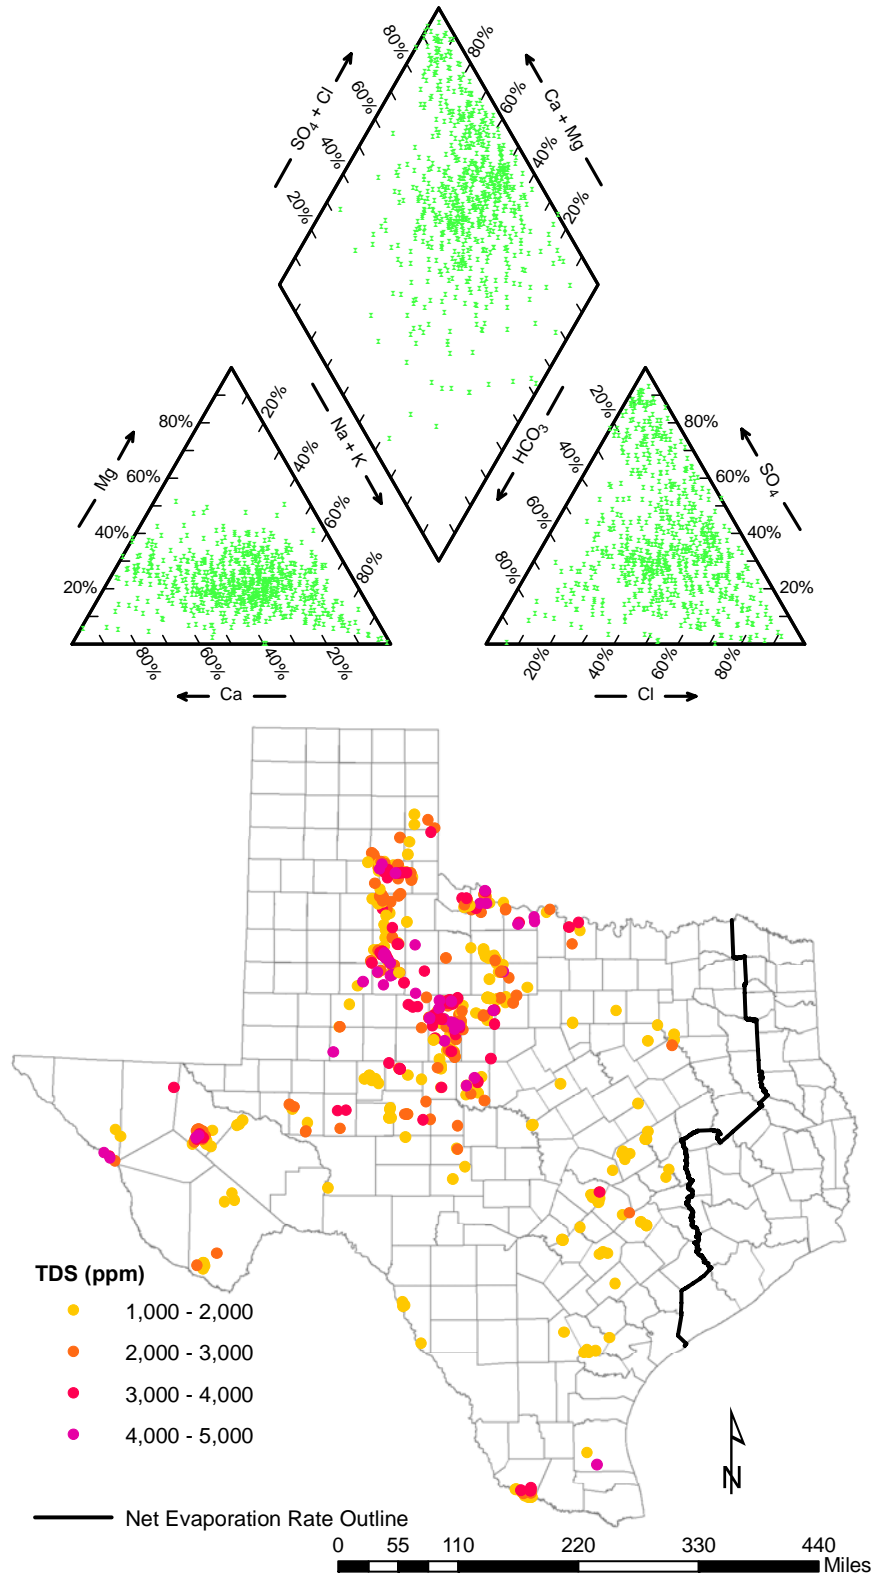 80%
80%
SO4 + Cl
Ca + Mg
60%
60%
40%
40%
20%
20%
Mg
80%
20%
Na + K
HCO3
20%
80%
SO4
60%
40%
40%
60%
40%
60%
60%
40%
20%
80%
80%
20%
80%
60%
40%
20%
20%
40%
60%
80%
Ca
Cl
TDS (ppm)
1,000 - 2,000
2,000 - 3,000
3,000 - 4,000
4,000 - 5,000
N
Net Evaporation Rate Outline
0 55 110 220 330 440
Miles